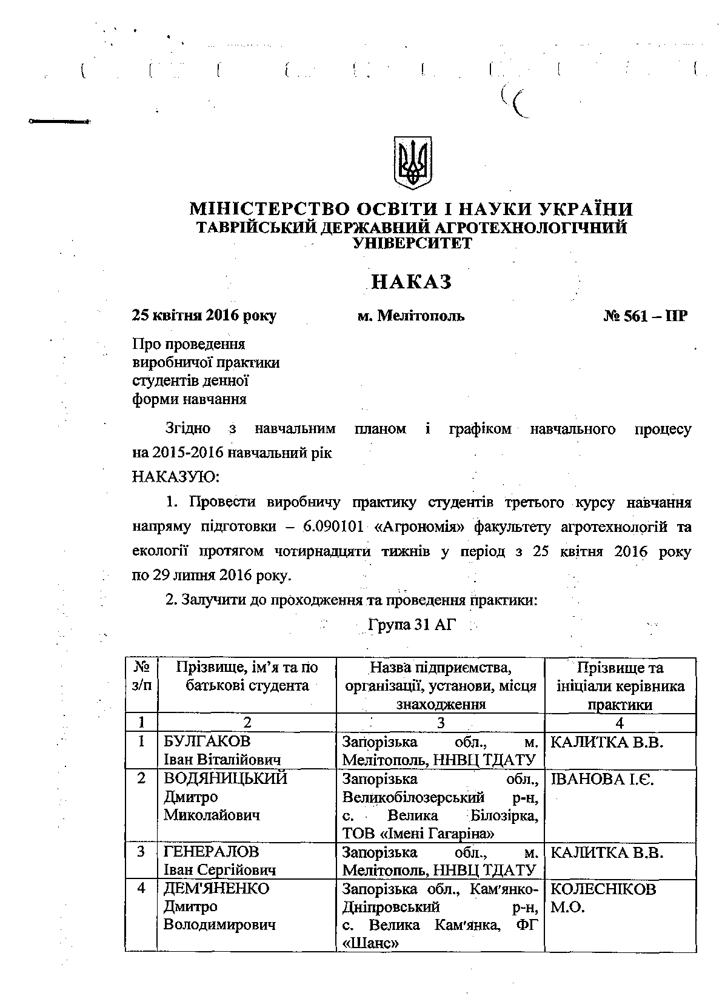 МІНІСТЕРСТВО ОСВІТИ І НАУКИ УКРАЇНИ
ТАВРІЙСЬКИЙ ДЕРЖАВНИЙ АГРОТЕХНОЛОГІЧНИЙ
УНІВЕРСИТЕТ
НАКАЗ
25 квітня 2016 року м. Мелітополь № 561 – ПР
Про проведення
виробничої практики
студентів денної
форми навчання
Згідно з навчальним планом і графіком навчального процесу
на 2015-2016 навчальний рік
НАКАЗУЮ:
1. Провести виробничу практику студентів третього курсу навчання
напряму підготовки – 6.090101 «Агрономія» факультету агротехнологій та
екології протягом чотирнадцяти тижнів у період з 25 квітня 2016 року
по 29 липня 2016 року.
2. Залучити до проходження та проведення практики:
Група 31 АГ
№ з/п
Прізвище, ім’я та по
батькові студента
Назва підприємства,
організації, установи, місця
знаходження
Прізвище та
ініціали керівника
практики
1 2 3 4
1 БУЛГАКОВ
Іван Віталійович
Запорізька обл., м.
Мелітополь, ННВЦ ТДАТУ
КАЛИТКА В.В.
2 ВОДЯНИЦЬКИЙ
Дмитро
Миколайович
Запорізька обл.,
Великобілозерський р-н,
с. Велика Білозірка,
ТОВ «Імені Гагаріна»
ІВАНОВА І.Є.
3 ГЕНЕРАЛОВ
Іван Сергійович
Запорізька обл., м.
Мелітополь, ННВЦ ТДАТУ
КАЛИТКА В.В.
4 ДЕМ'ЯНЕНКО
Дмитро
Володимирович
Запорізька обл., Кам'янко-
Дніпровський р-н,
с. Велика Кам'янка, ФГ
«Шанс»
КОЛЕСНІКОВ
М.О.